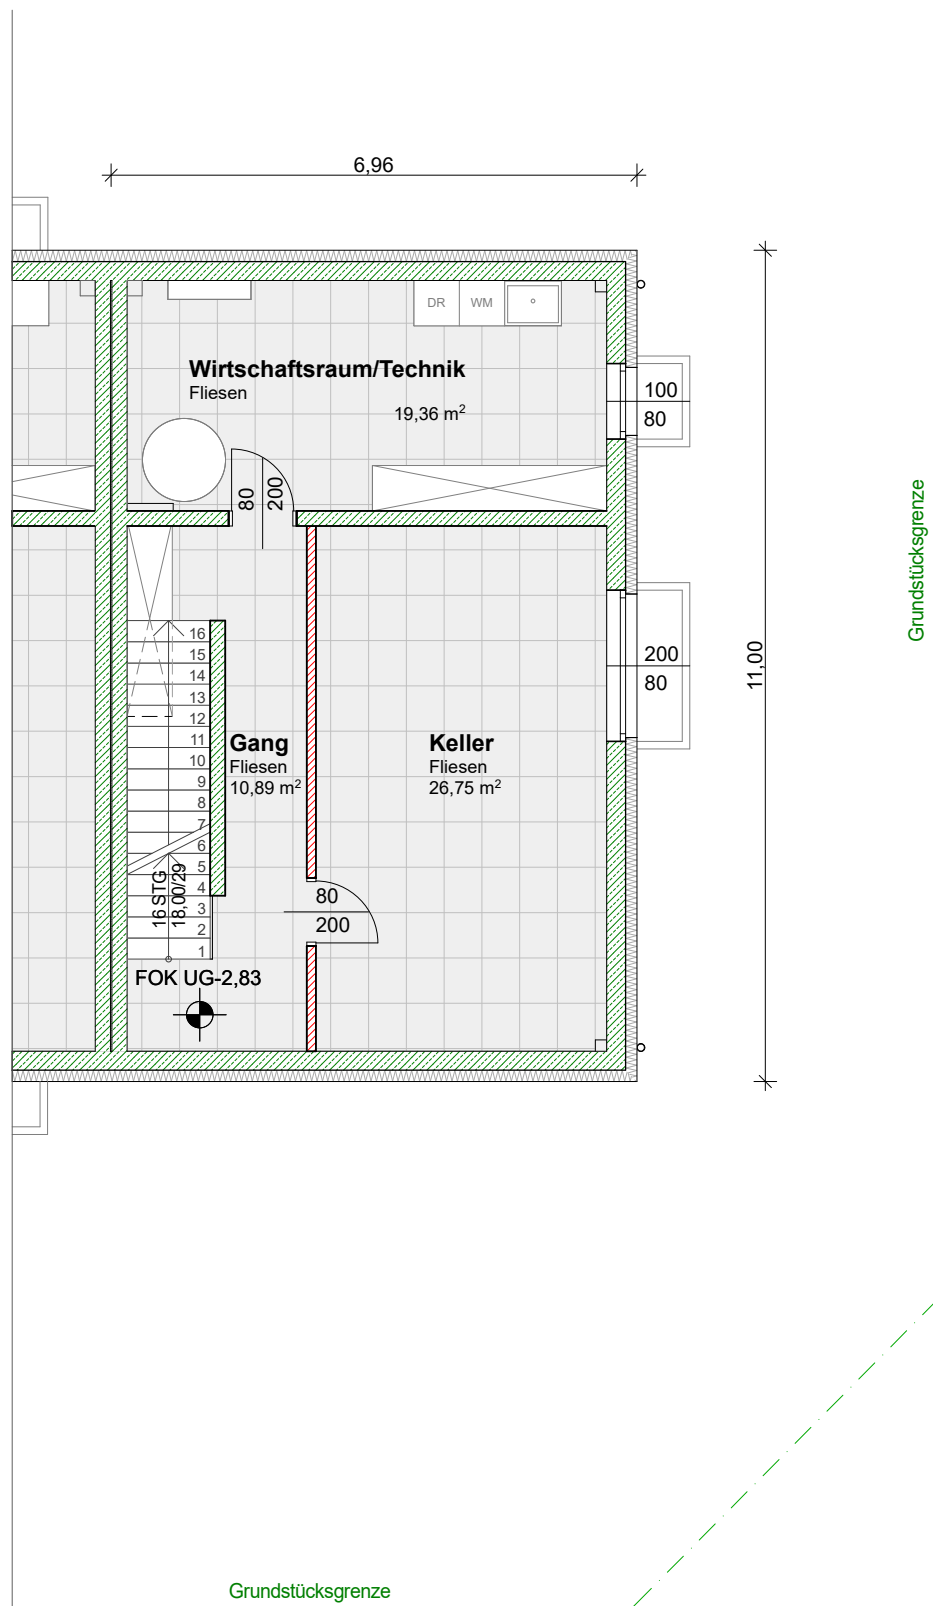 6,96
DR
WM
Wirtschaftsraum/Technik
Fliesen
19,36 m²
100
80
80
200
Grundstücksgrenze
16
15
14
13
12
11
10
9
8
7
6
5
4
3
2
1
200
80
11,00
Gang
Fliesen
10,89 m²
Keller
Fliesen
26,75 m²
16 STG
18,00/29
80
200
FOK UG-2,83
Grundstücksgrenze